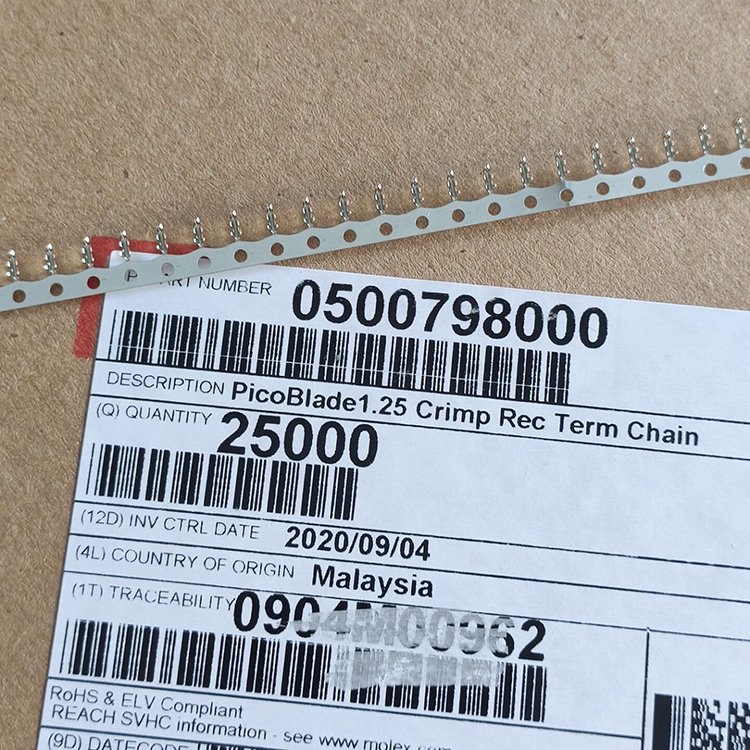 PART NUMBER 0500798000
DESCRIPTION PicoBlade1.25 Crimp Rec Term Chain
(Q) QUANTITY 25000
(12D) INV CTRL DATE 2020/09/04
(4L) COUNTRY OF ORIGIN Malaysia
(1T) TRACEABILITY 0904M00962
RoHS & ELV Compliant
REACH SVHC information - see www.molex.com
(9D) DATECODE